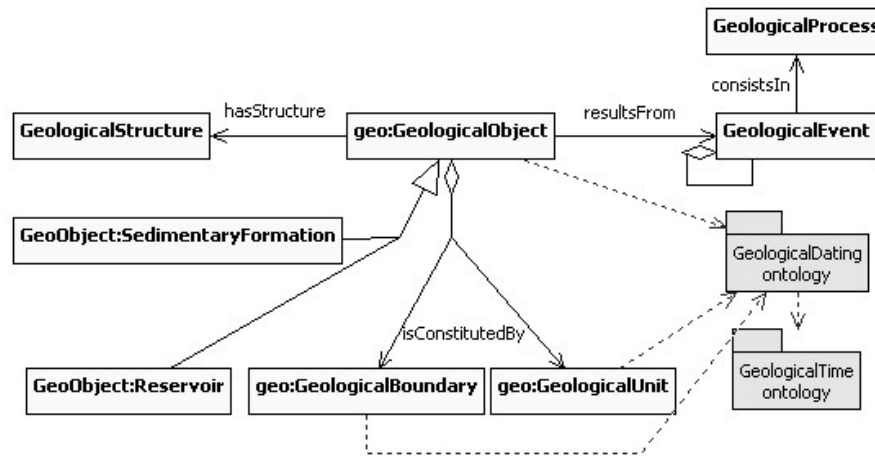 GeologicalProcess
consistsIn
hasStructure
resultsFrom
GeologicalStructure
geo:GeologicalObject
GeologicalEvent
GeoObject:SedimentaryFormation
GeologicalDating
ontology
isConstitutedBy
GeologicalTime
ontology
GeoObject:Reservoir
geo:GeologicalBoundary
geo:GeologicalUnit